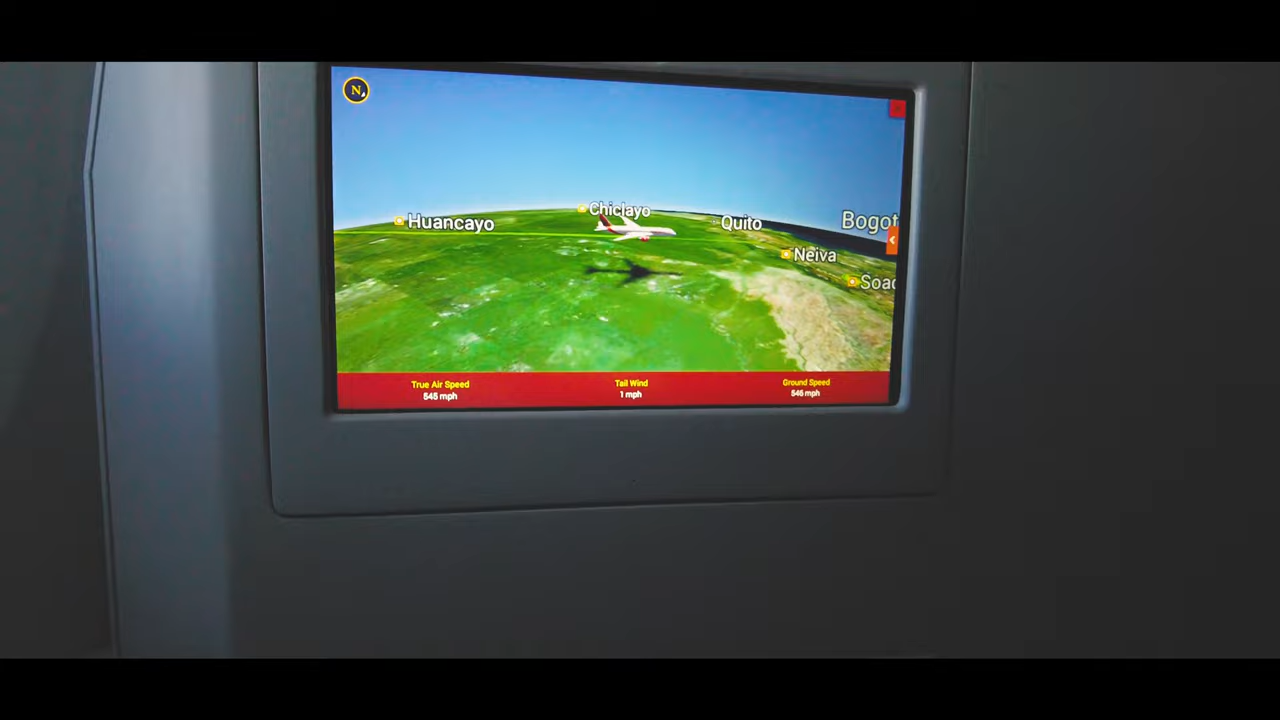 N
Chiclayo
Huancayo
Quito
Bogot
Neiva
Soac
True Air Speed
545 mph
Tail Wind
1 mph
Ground Speed
546 mph